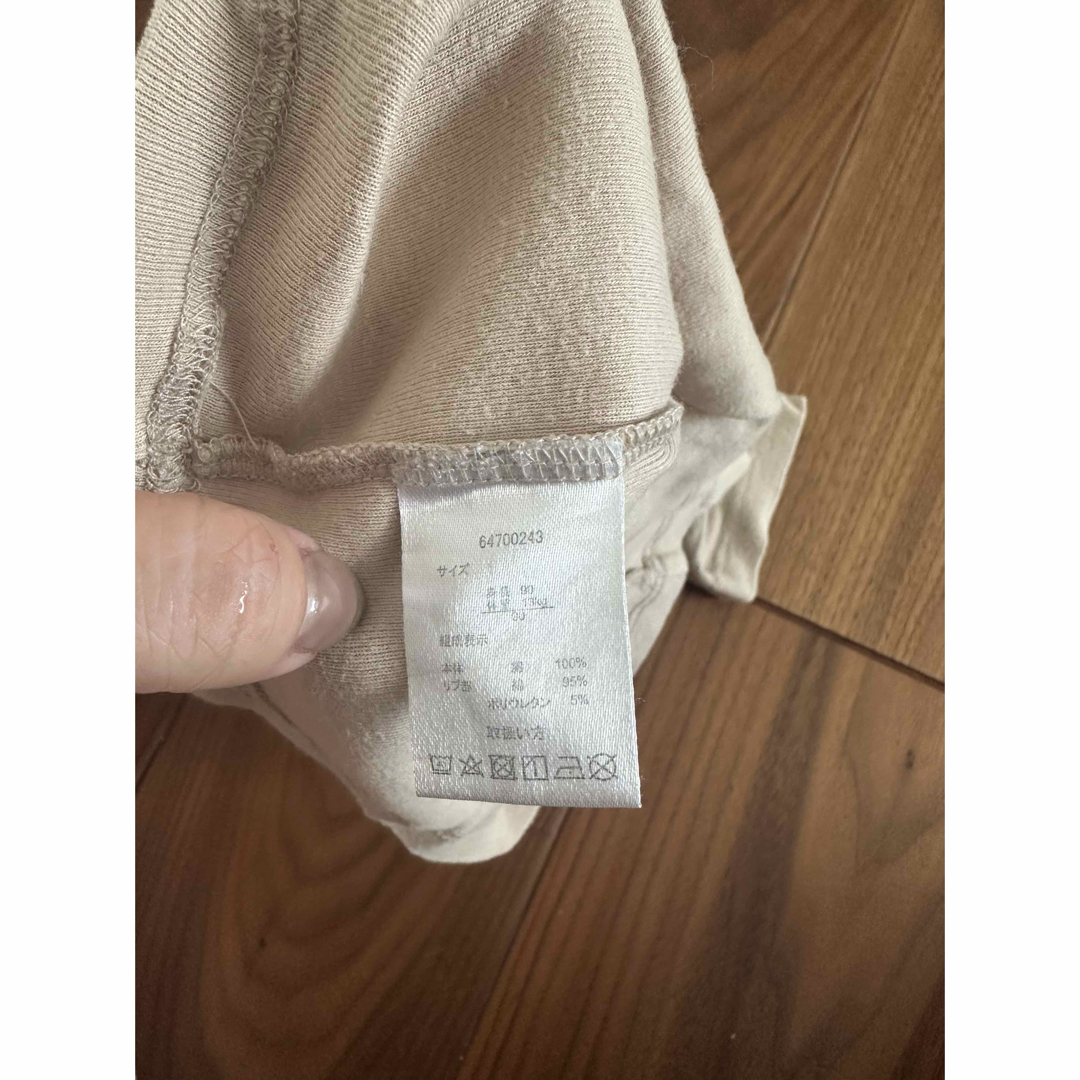 64700243
サイズ
身長 90
体重 13kg
90
組成表示
本体 綿 100%
リブ部 綿 95%
ポリウレタン 5%
取扱い方